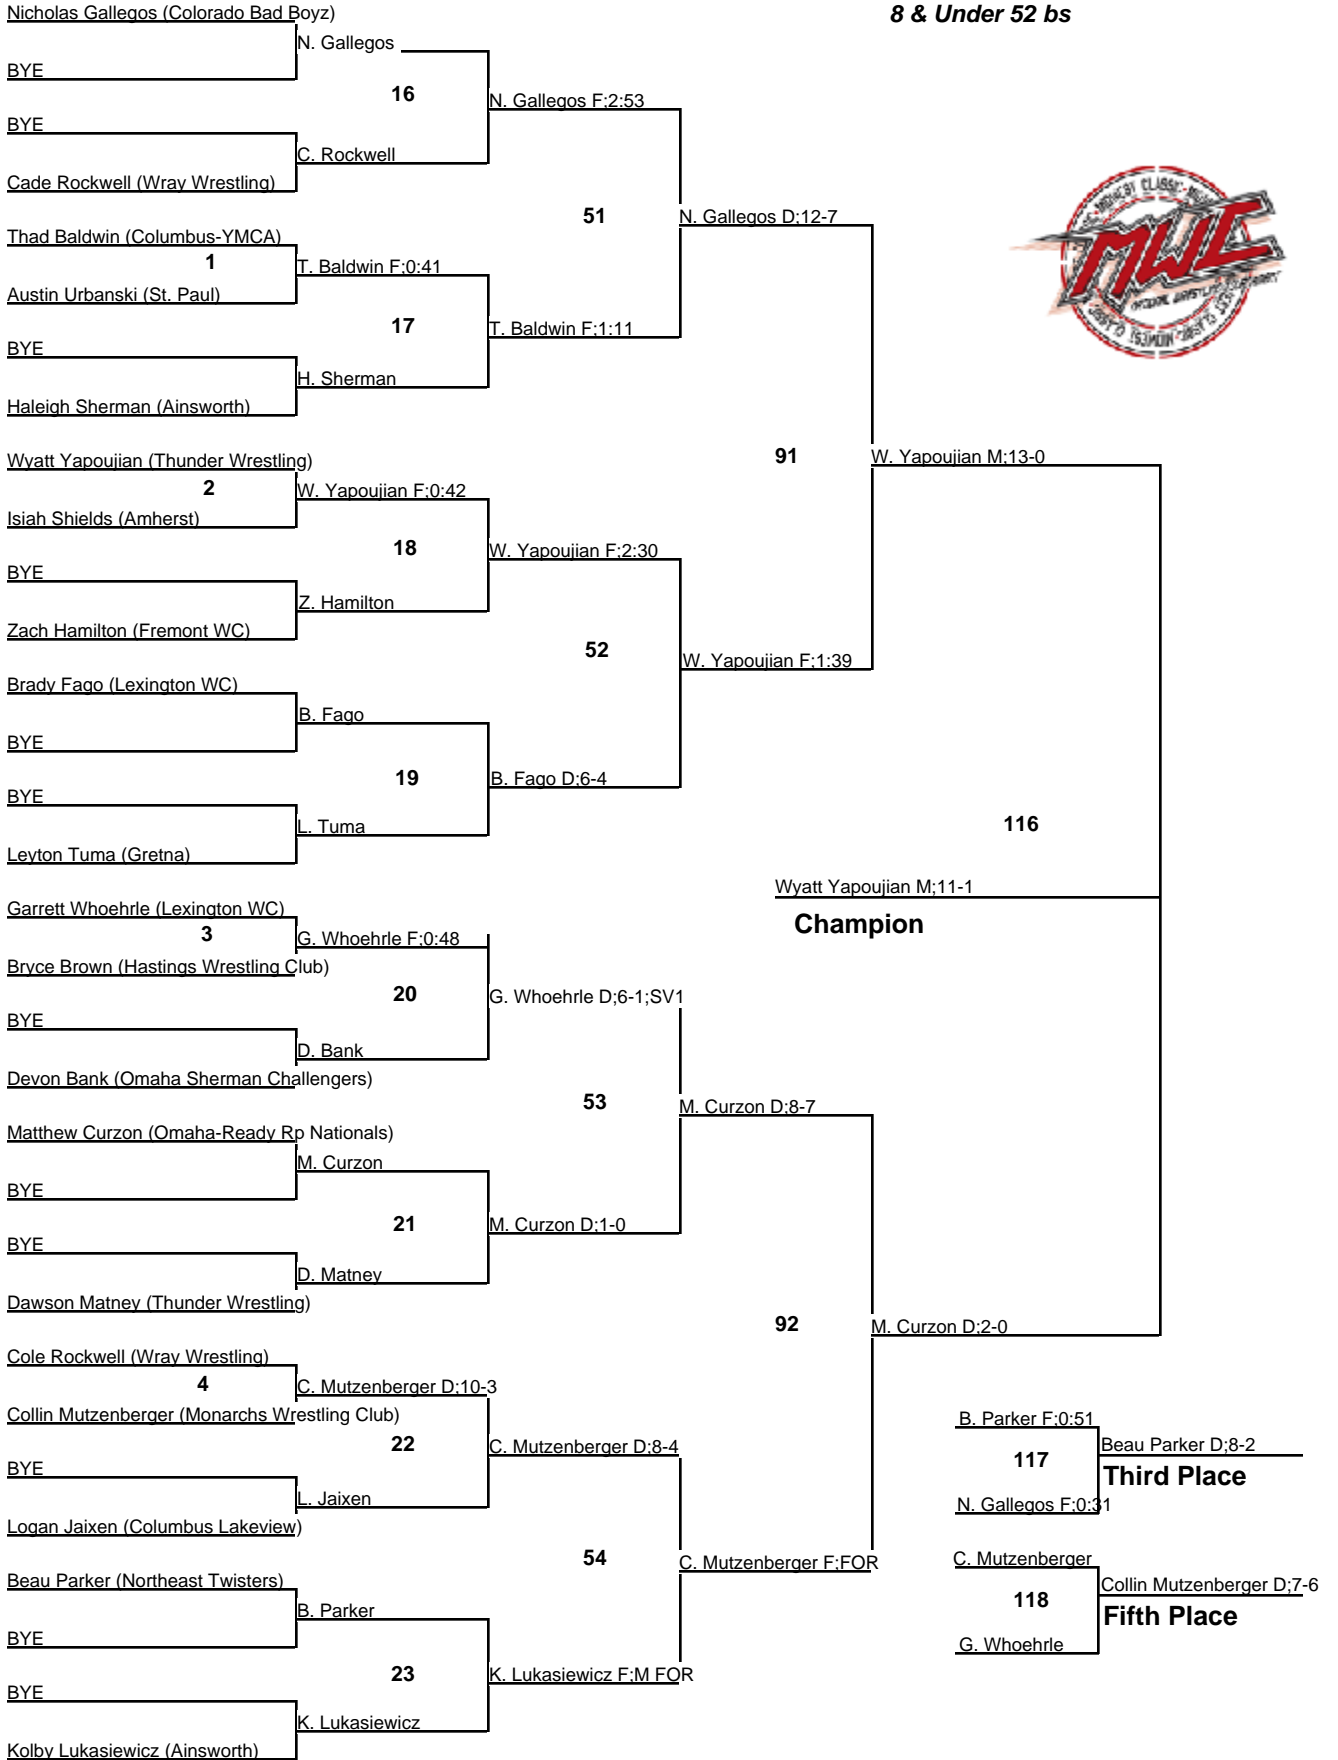 Nicholas Gallegos (Colorado Bad Boyz)
8 & Under 52 bs
N. Gallegos
BYE
16
N. Gallegos F;2:53
BYE
C. Rockwell
Cade Rockwell (Wray Wrestling)
51
N. Gallegos D;12-7
Thad Baldwin (Columbus-YMCA)
1
T. Baldwin F;0:41
Austin Urbanski (St. Paul)
17
T. Baldwin F;1:11
BYE
H. Sherman
Haleigh Sherman (Ainsworth)
MWC
91
W. Yapoujian M;13-0
Wyatt Yapoujian (Thunder Wrestling)
2
W. Yapoujian F;0:42
Isiah Shields (Amherst)
18
W. Yapoujian F;2:30
BYE
Z. Hamilton
Zach Hamilton (Fremont WC)
52
W. Yapoujian F;1:39
Brady Fago (Lexington WC)
B. Fago
BYE
19
B. Fago D;6-4
BYE
L. Tuma
Leyton Tuma (Gretna)
116
Wyatt Yapoujian M;11-1
Champion
Garrett Whoehrle (Lexington WC)
3
G. Whoehrle F;0:48
Bryce Brown (Hastings Wrestling Club)
20
G. Whoehrle D;6-1;SV1
BYE
D. Bank
Devon Bank (Omaha Sherman Challengers)
53
M. Curzon D;8-7
Matthew Curzon (Omaha-Ready Rp Nationals)
M. Curzon
BYE
21
M. Curzon D;1-0
BYE
D. Matney
Dawson Matney (Thunder Wrestling)
92
M. Curzon D;2-0
Cole Rockwell (Wray Wrestling)
4
C. Mutzenberger D;10-3
Collin Mutzenberger (Monarchs Wrestling Club)
22
C. Mutzenberger D;8-4
BYE
L. Jaixen
Logan Jaixen (Columbus Lakeview)
54
C. Mutzenberger F;FOR
Beau Parker (Northeast Twisters)
B. Parker
BYE
23
K. Lukasiewicz F;M FOR
BYE
K. Lukasiewicz
Kolby Lukasiewicz (Ainsworth)
B. Parker F;0:51
117
Beau Parker D;8-2
Third Place
N. Gallegos F;0:31
C. Mutzenberger
118
Collin Mutzenberger D;7-6
Fifth Place
G. Whoehrle